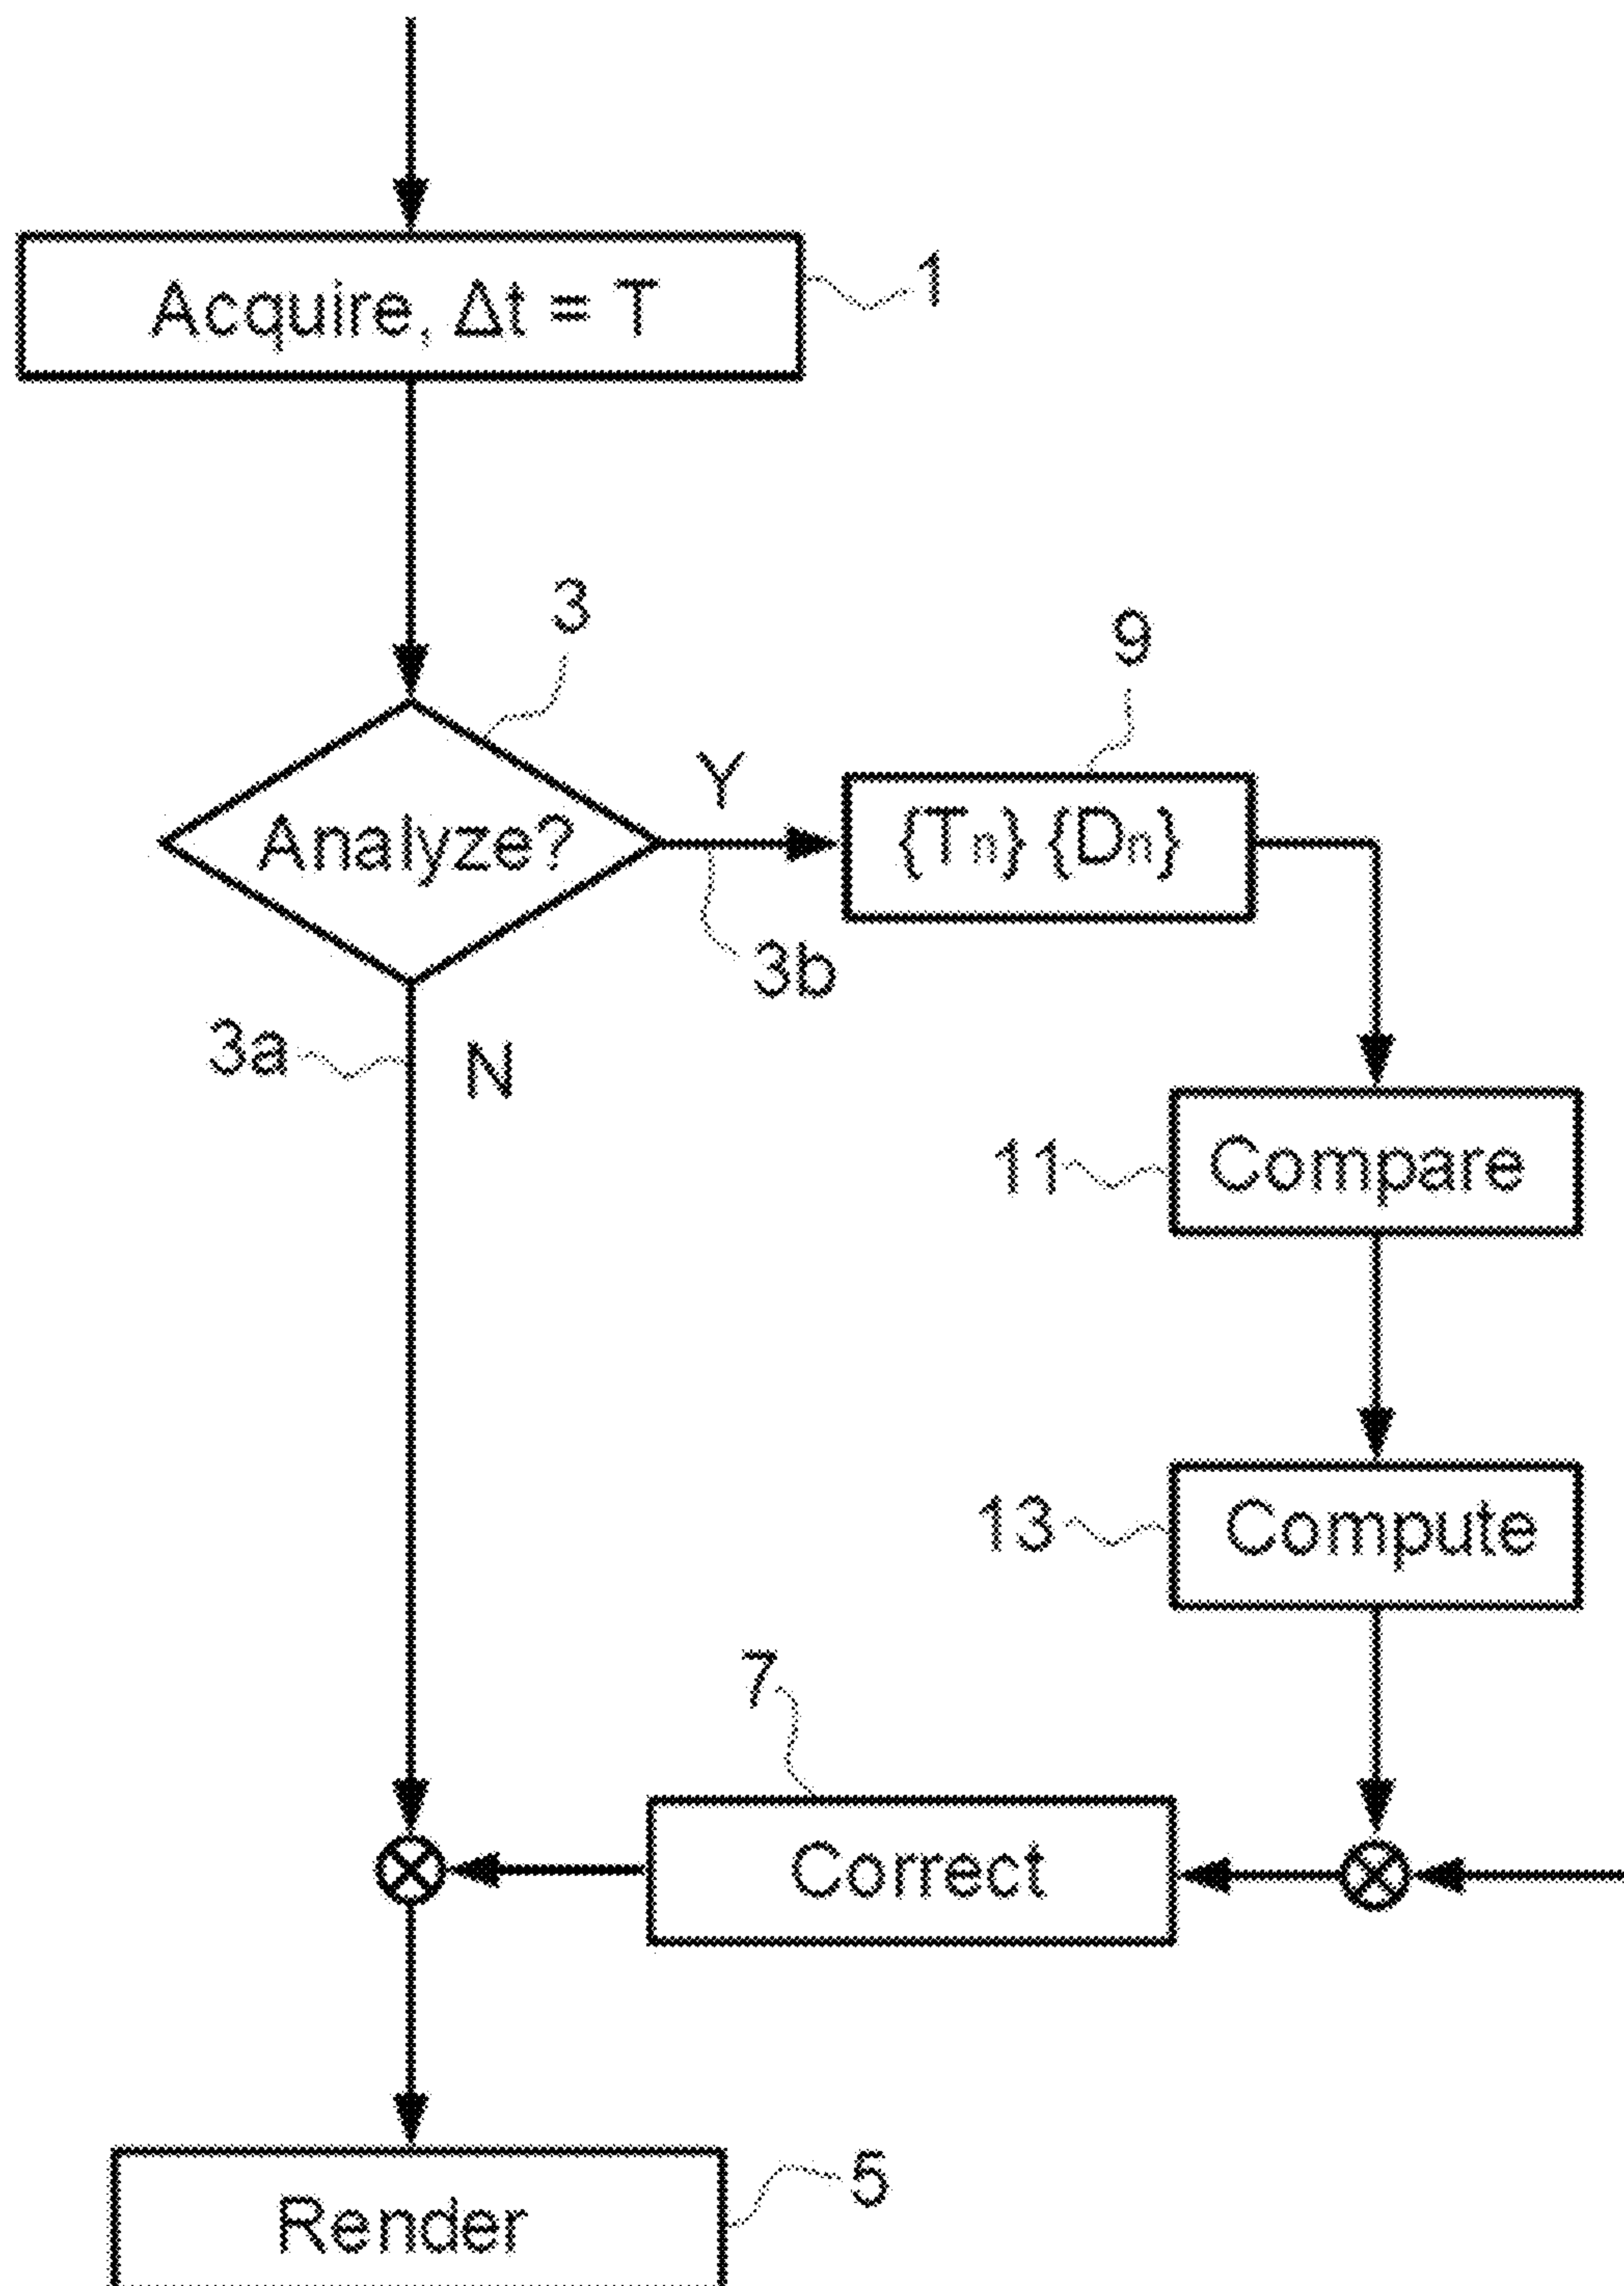 Acquire, Δt = T
1
3
9
Y
Analyze?
{Tn} {Dn}
3b
3a
N
11
Compare
13
Compute
7
Correct
5
Render